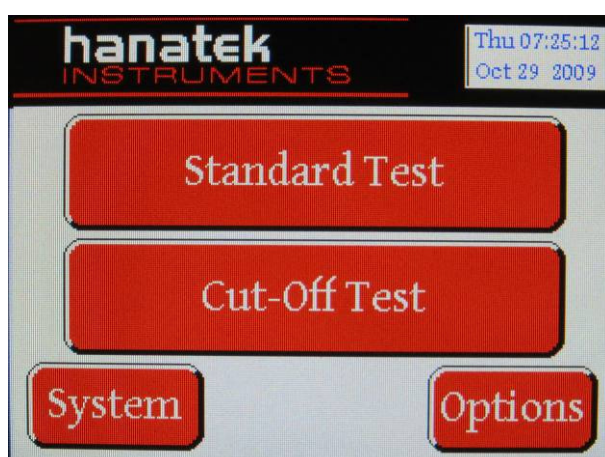 hanatek
INSTRUMENTS
Thu 07:25:12
Oct 29 2009
Standard Test
Cut-Off Test
System
Options